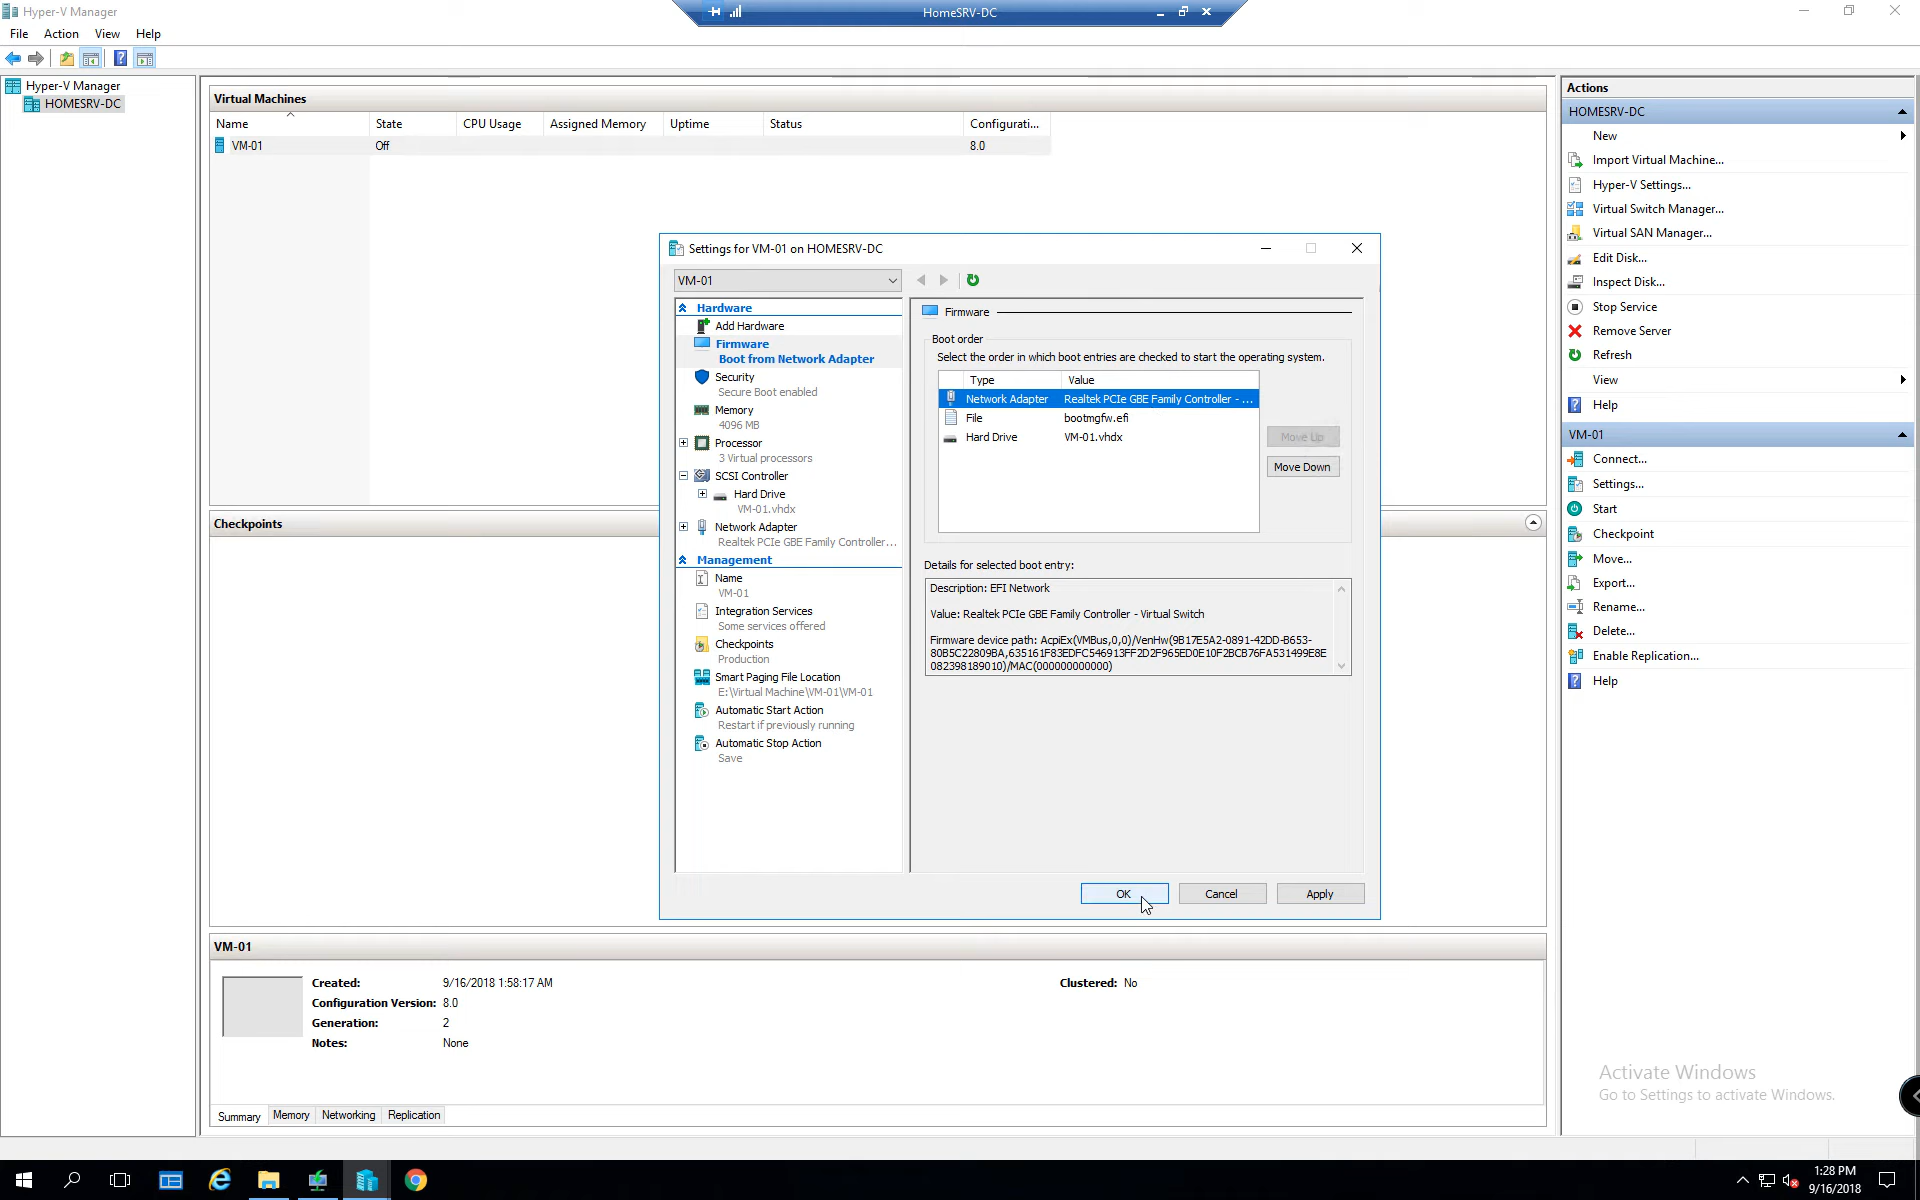 Hyper-V Manager
HomeSRV-DC
File Action View Help
Hyper-V Manager
HOMESRV-DC
Virtual Machines
Name State CPU Usage Assigned Memory Uptime Status Configurati...
VM-01 Off 8.0
Checkpoints
Settings for VM-01 on HOMESRV-DC
VM-01
Hardware
Add Hardware
Firmware
Boot from Network Adapter
Security
Secure Boot enabled
Memory
4096 MB
Processor
3 Virtual processors
SCSI Controller
Hard Drive
VM-01.vhdx
Network Adapter
Realtek PCIe GBE Family Controller...
Management
Name
VM-01
Integration Services
Some services offered
Checkpoints
Production
Smart Paging File Location
E:\Virtual Machine\VM-01\VM-01
Automatic Start Action
Restart if previously running
Automatic Stop Action
Save
Firmware
Boot order
Select the order in which boot entries are checked to start the operating system.
Type Value
Network Adapter Realtek PCIe GBE Family Controller - ...
File bootmgfw.efi
Hard Drive VM-01.vhdx
Move Up
Move Down
Details for selected boot entry:
Description: EFI Network
Value: Realtek PCIe GBE Family Controller - Virtual Switch
Firmware device path: AcpiEx(VMBus,0,0)/VenHw(9B17E5A2-0891-42DD-B653-
80B5C22809BA,635161F83EDFC546913FF2D2F965ED0E10F2BCB76FA531499E8E
082398189010)/MAC(000000000000)
OK Cancel Apply
VM-01
Created: 9/16/2018 1:58:17 AM
Configuration Version: 8.0
Generation: 2
Notes: None
Clustered: No
Summary Memory Networking Replication
Actions
HOMESRV-DC
New
Import Virtual Machine...
Hyper-V Settings...
Virtual Switch Manager...
Virtual SAN Manager...
Edit Disk...
Inspect Disk...
Stop Service
Remove Server
Refresh
View
Help
VM-01
Connect...
Settings...
Start
Checkpoint
Move...
Export...
Rename...
Delete...
Enable Replication...
Help
Activate Windows
Go to Settings to activate Windows.
1:28 PM
9/16/2018